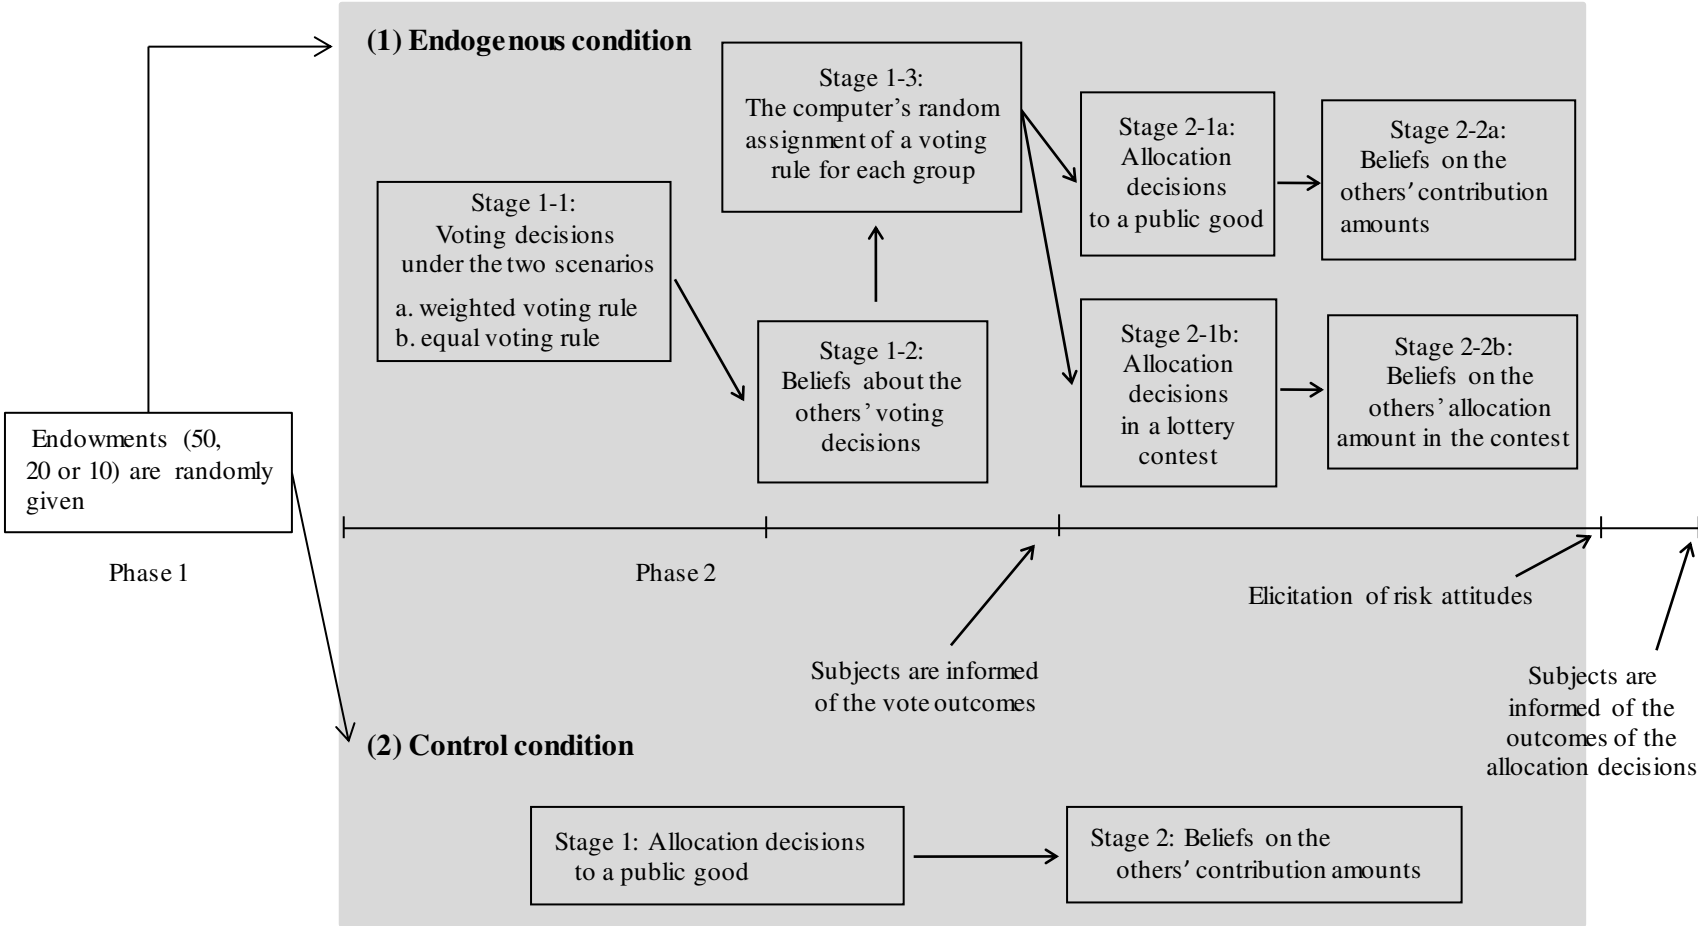 (1) Endogenous condition
Stage 1-3:
The computer's random
assignment of a voting
rule for each group
Stage 2-1a:
Allocation
decisions
to a public good
Stage 2-2a:
Beliefs on the
others' contribution
amounts
Stage 1-1:
Voting decisions
under the two scenarios
a. weighted voting rule
b. equal voting rule
Stage 1-2:
Beliefs about the
others' voting
decisions
Stage 2-1b:
Allocation
decisions
in a lottery
contest
Stage 2-2b:
Beliefs on the
others' allocation
amount in the contest
Endowments (50,
20 or 10) are randomly
given
Phase 1
Phase 2
Elicitation of risk attitudes
Subjects are informed
of the vote outcomes
Subjects are
informed of the
outcomes of the
allocation decisions
(2) Control condition
Stage 1: Allocation decisions
to a public good
Stage 2: Beliefs on the
others' contribution amounts